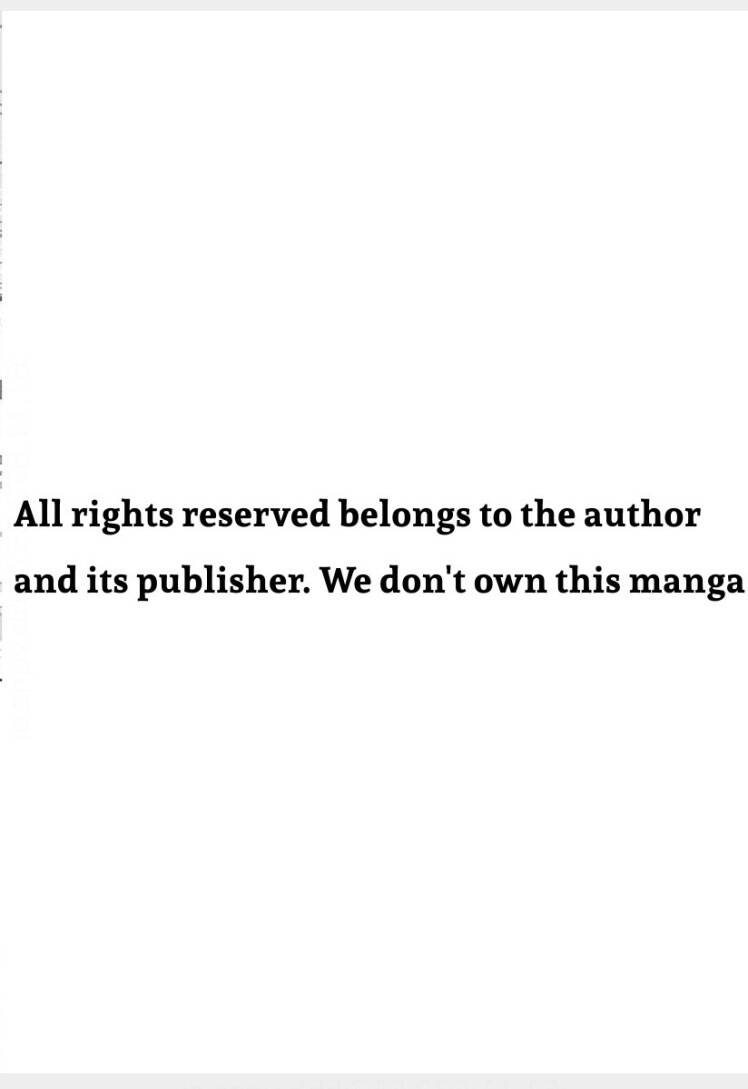 All rights reserved belongs to the author
and its publisher. We don't own this manga